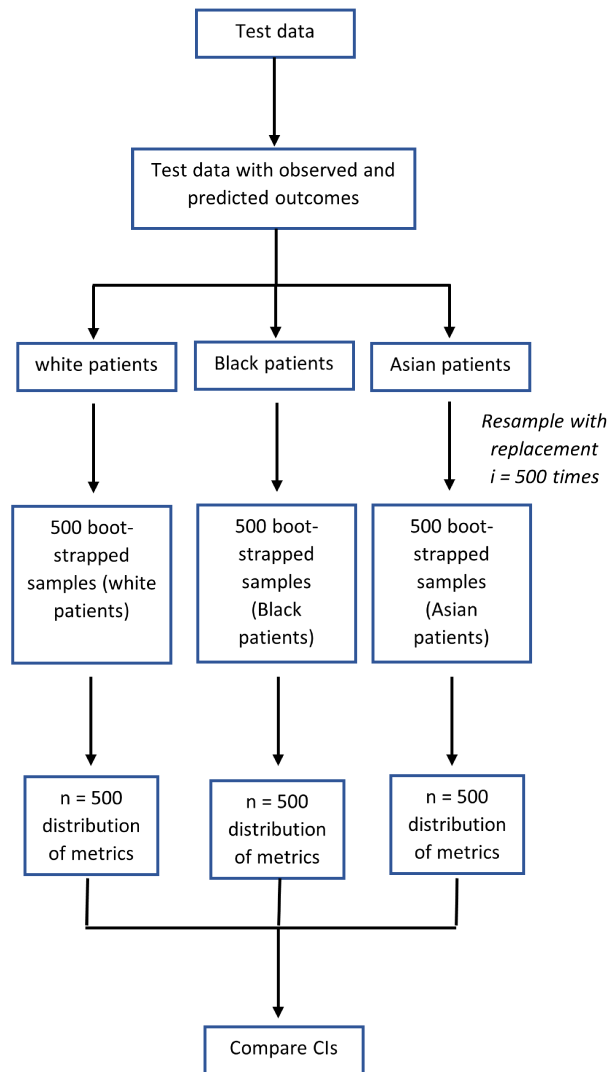 Test data
Test data with observed and
predicted outcomes
white patients
Black patients
Asian patients
Resample with
replacement
i = 500 times
500 boot-
strapped
samples (white
patients)
500 boot-
strapped
samples
(Black
patients)
500 boot-
strapped
samples
(Asian
patients)
n = 500
distribution
of metrics
n = 500
distribution
of metrics
n = 500
distribution
of metrics
Compare CIs